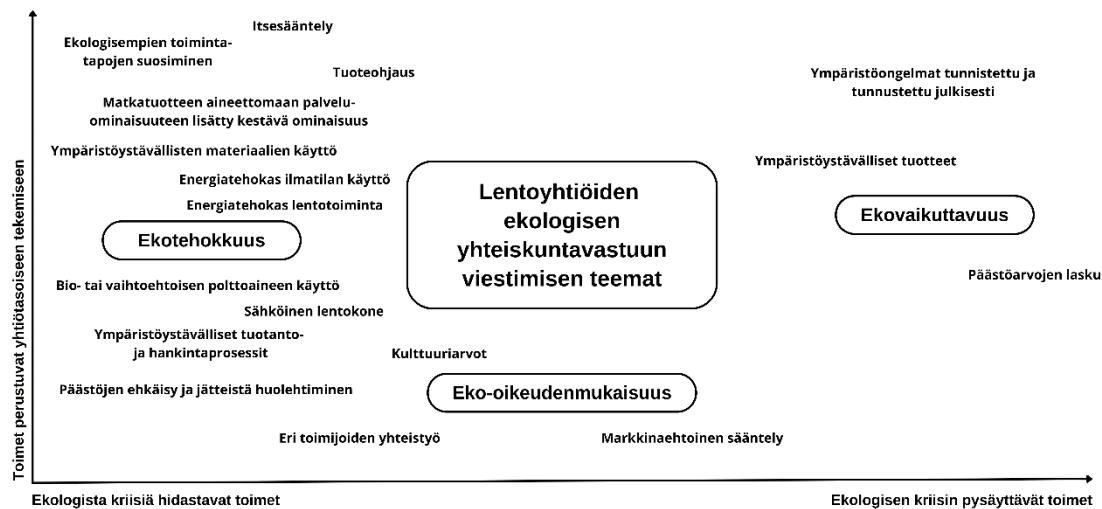 Itsesääntely
Ekologisempien toiminta-
tapojen suosiminen
Tuoteohjaus
Matkatuotteen aineettomaan palvelu-
ominaisuuteen lisätty kestävä ominaisuus
Ympäristöystävällisten materiaalien käyttö
Energiatehokas ilmatilan käyttö
Energiatehokas lentotoiminta
Ekotehokkuus
Bio- tai vaihtoehtoisen polttoaineen käyttö
Sähköinen lentokone
Ympäristöystävälliset tuotanto-
ja hankintaprosessit
Päästöjen ehkäisy ja jätteistä huolehtiminen
Lentoyhtiöiden
ekologisen
yhteiskuntavastuun
viestimisen teemat
Kulttuuriarvot
Eko-oikeudenmukaisuus
Eri toimijoiden yhteistyö
Markkinaehtoinen sääntely
Ympäristöongelmat tunnistettu ja
tunnustettu julkisesti
Ympäristöystävälliset tuotteet
Ekovaikuttavuus
Päästöarvojen lasku
Toimet perustuvat yhtiötasoiseen tekemiseen
Ekologista kriisiä hidastavat toimet
Ekologisen kriisin pysäyttävät toimet